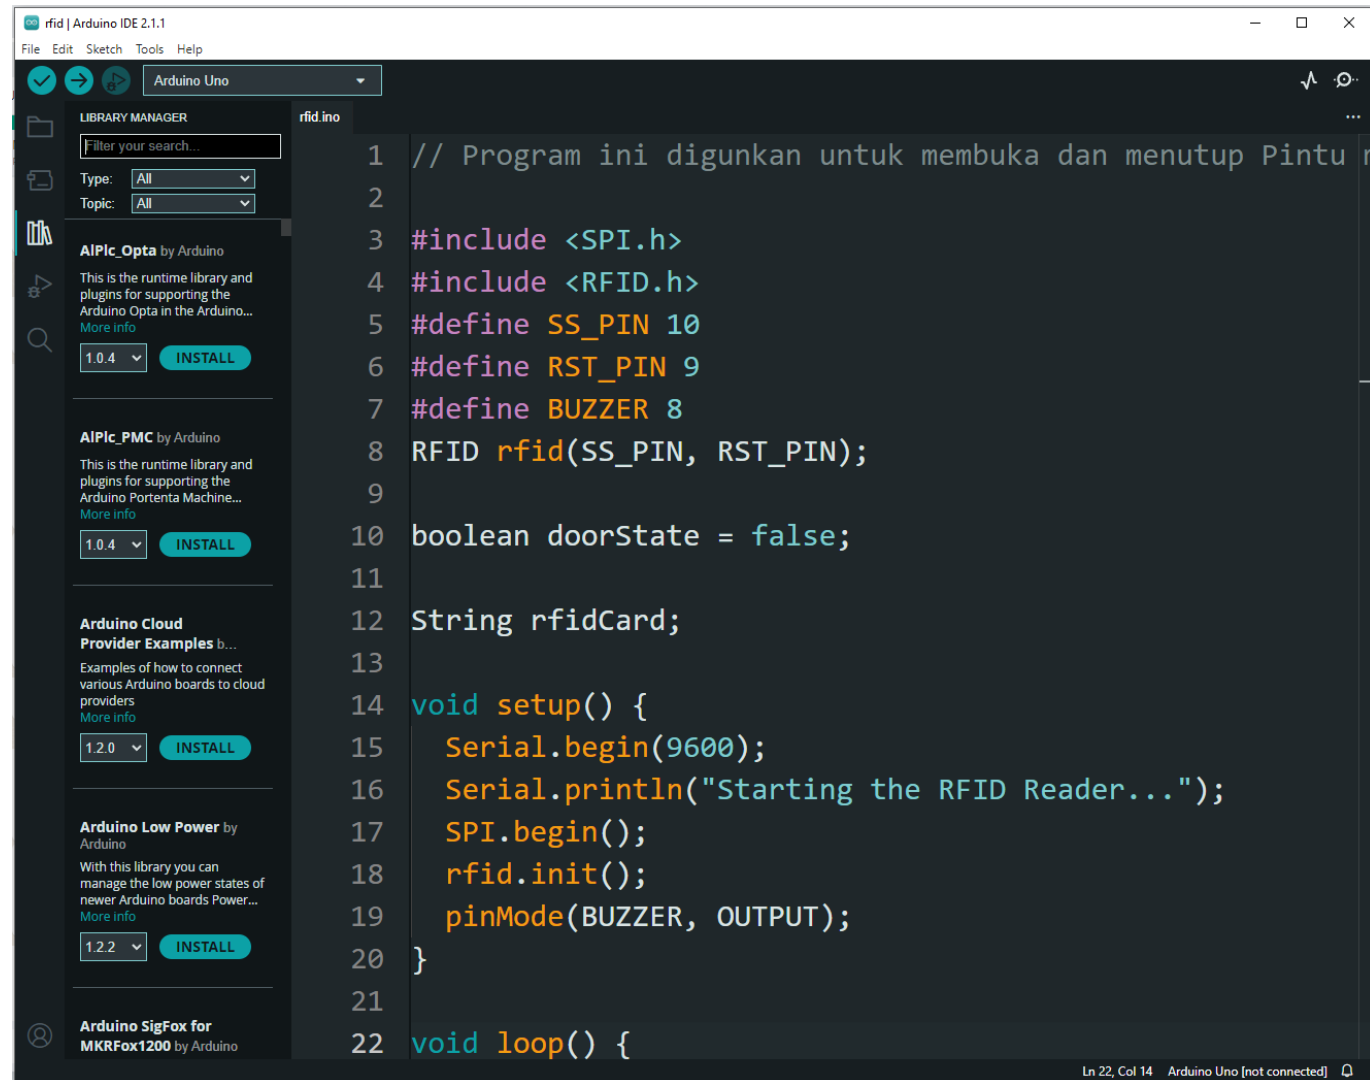 rfid | Arduino IDE 2.1.1
File Edit Sketch Tools Help
Arduino Uno
LIBRARY MANAGER
Filter your search...
Type: All
Topic: All
AIPlc_Opta by Arduino
This is the runtime library and
plugins for supporting the
Arduino Opta in the Arduino...
More info
1.0.4 INSTALL
AIPlc_PMC by Arduino
This is the runtime library and
plugins for supporting the
Arduino Portenta Machine...
More info
1.0.4 INSTALL
Arduino Cloud
Provider Examples b...
Examples of how to connect
various Arduino boards to cloud
providers
More info
1.2.0 INSTALL
Arduino Low Power by
Arduino
With this library you can
manage the low power states of
newer Arduino boards Power...
More info
1.2.2 INSTALL
Arduino SigFox for
MKRFox1200 by Arduino
rfid.ino
1 // Program ini digunkan untuk membuka dan menutup Pintu
2
3 #include <SPI.h>
4 #include <RFID.h>
5 #define SS_PIN 10
6 #define RST_PIN 9
7 #define BUZZER 8
8 RFID rfid(SS_PIN, RST_PIN);
9
10 boolean doorState = false;
11
12 String rfidCard;
13
14 void setup() {
15 Serial.begin(9600);
16 Serial.println("Starting the RFID Reader...");
17 SPI.begin();
18 rfid.init();
19 pinMode(BUZZER, OUTPUT);
20 }
21
22 void loop() {
Ln 22, Col 14 Arduino Uno [not connected]